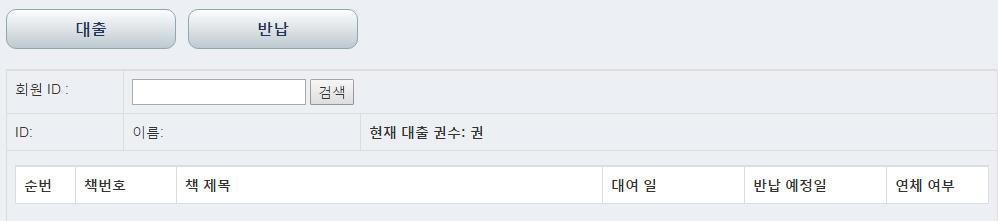 대출 반납
회원 ID : 검색
ID: 이름: 현재 대출 권수: 권
순번 책번호 책 제목 대여 일 반납 예정일 연체 여부